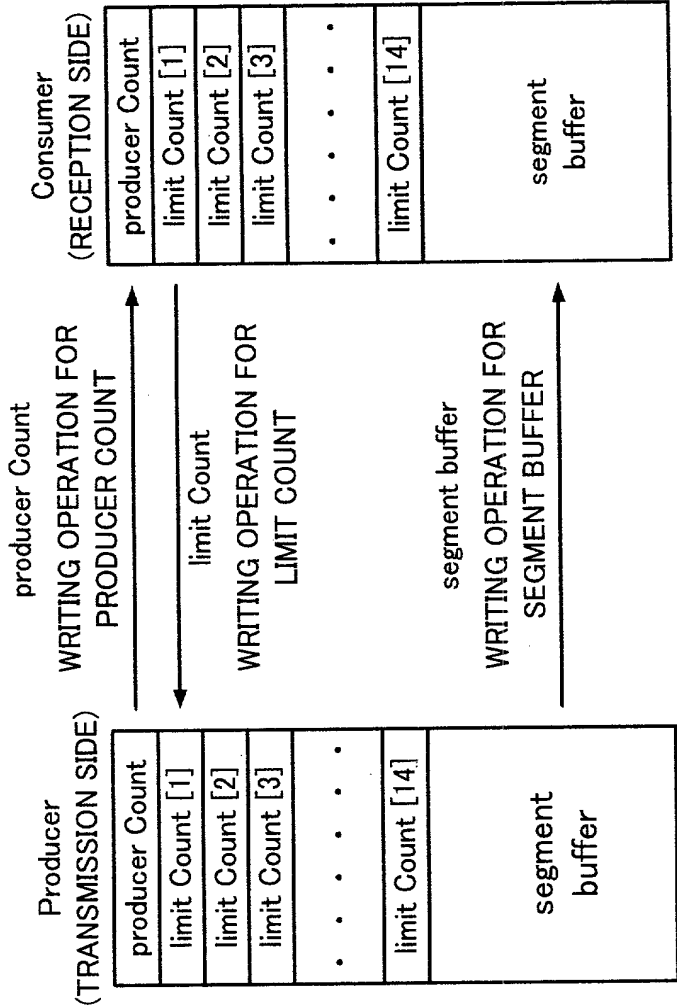 Producer
(TRANSMISSION SIDE)
producer Count
limit Count [1]
limit Count [2]
limit Count [3]
. . . . . .
limit Count [14]
segment
buffer
producer Count
WRITING OPERATION FOR
PRODUCER COUNT
limit Count
WRITING OPERATION FOR
LIMIT COUNT
segment buffer
WRITING OPERATION FOR
SEGMENT BUFFER
Consumer
(RECEPTION SIDE)
producer Count
limit Count [1]
limit Count [2]
limit Count [3]
. . . . . .
limit Count [14]
segment
buffer